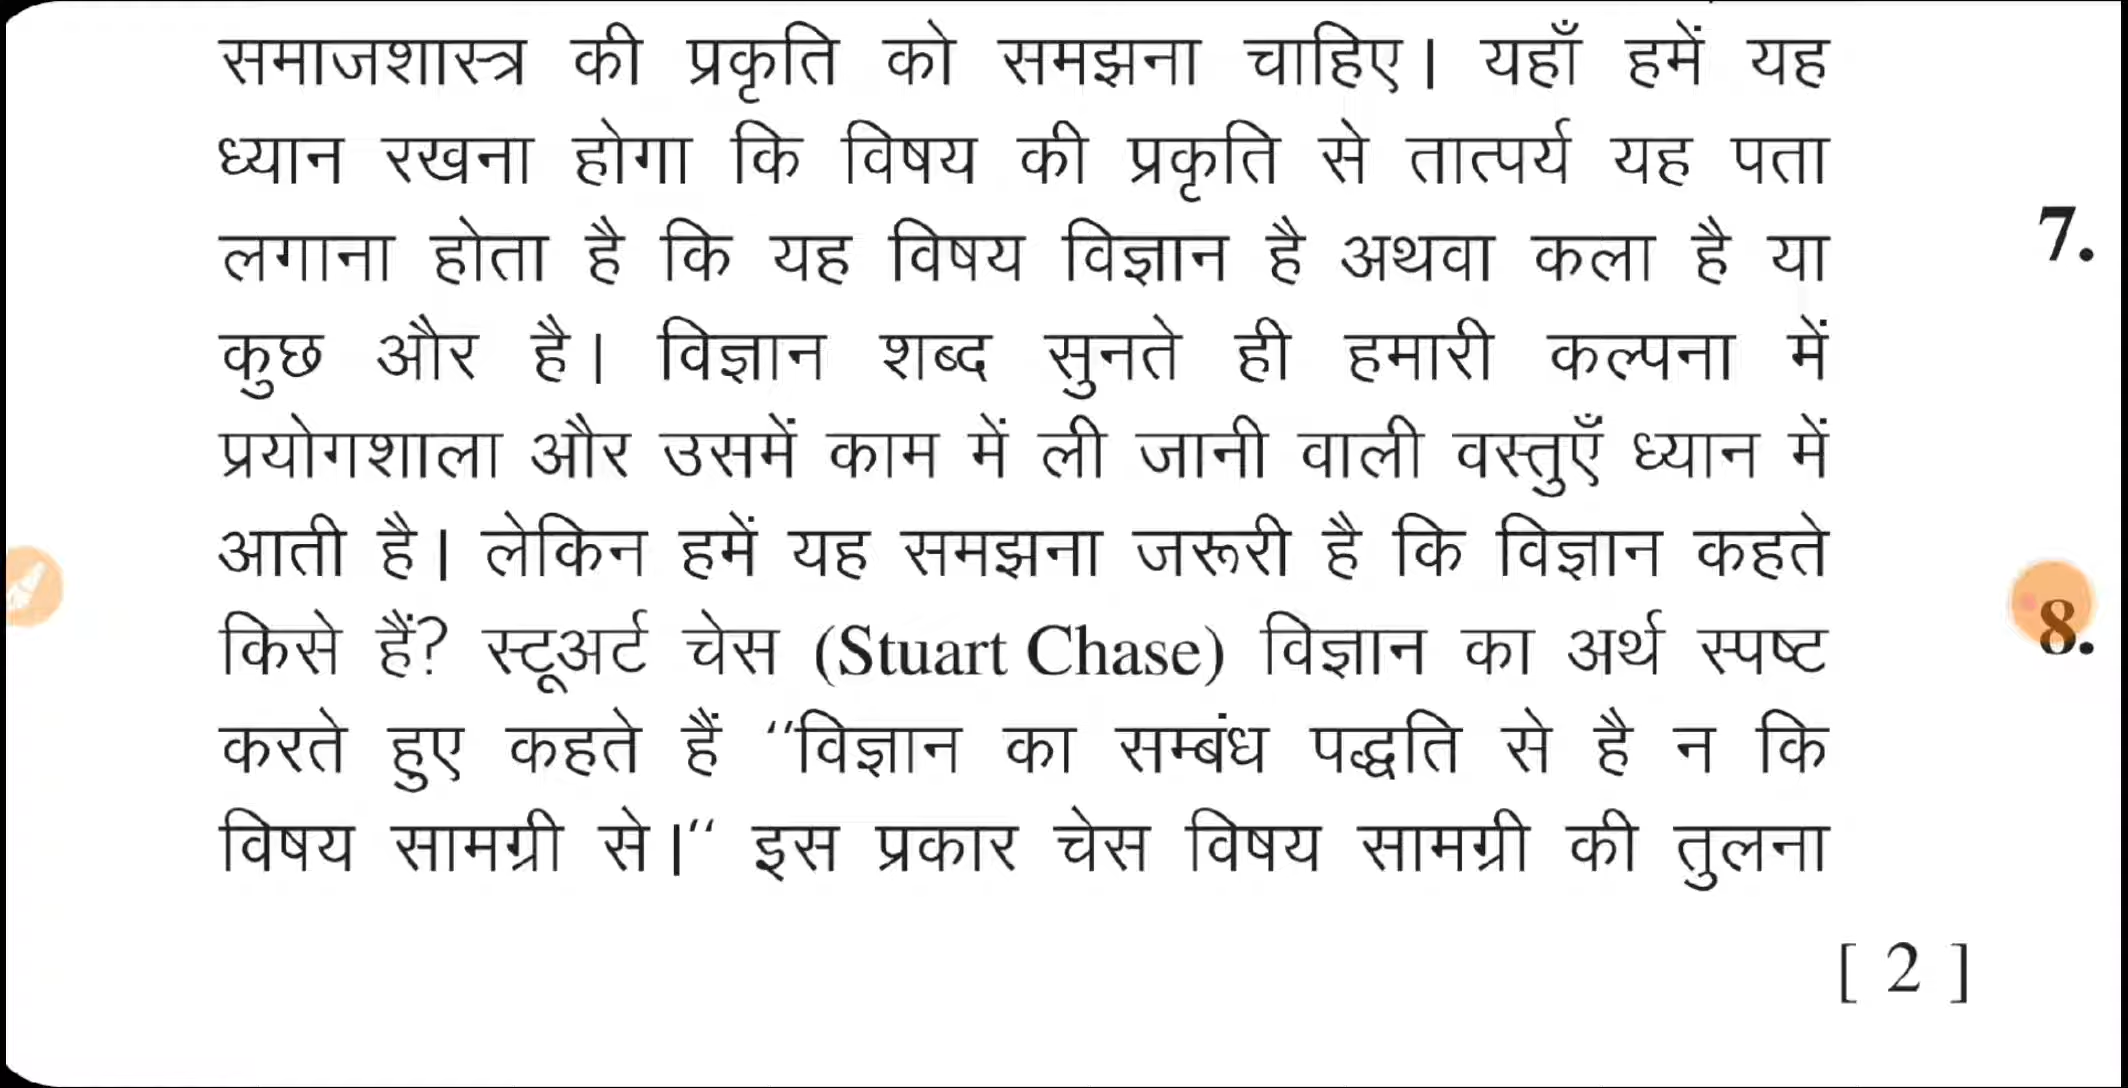 समाजशास्त्र की प्रकृति को समझना चाहिए। यहाँ हमें यह
ध्यान रखना होगा कि विषय की प्रकृति से तात्पर्य यह पता
लगाना होता है कि यह विषय विज्ञान है अथवा कला है या
कुछ और है। विज्ञान शब्द सुनते ही हमारी कल्पना में
प्रयोगशाला और उसमें काम में ली जानी वाली वस्तुएँ ध्यान में
आती है। लेकिन हमें यह समझना जरूरी है कि विज्ञान कहते
किसे हैं? स्टूअर्ट चेस (Stuart Chase) विज्ञान का अर्थ स्पष्ट
करते हुए कहते हैं ‘‘विज्ञान का सम्बंध पद्धति से है न कि
विषय सामग्री से।‘‘ इस प्रकार चेस विषय सामग्री की तुलना
[ 2 ]
7.
8.